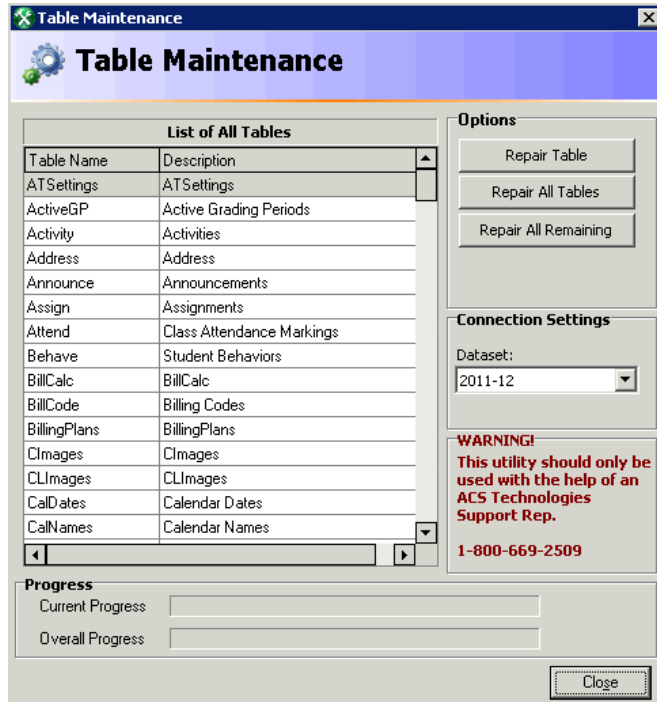 Table Maintenance
Table Maintenance
List of All Tables
Table Name Description
ATSettings ATSettings
ActiveGP Active Grading Periods
Activity Activities
Address Address
Announce Announcements
Assign Assignments
Attend Class Attendance Markings
Behave Student Behaviors
BillCalc BillCalc
BillCode Billing Codes
BillingPlans BillingPlans
CImages CImages
CLImages CLImages
CalDates Calendar Dates
CalNames Calendar Names
Options
Repair Table
Repair All Tables
Repair All Remaining
Connection Settings
Dataset:
2011-12
WARNING!
This utility should only be
used with the help of an
ACS Technologies
Support Rep.
1-800-669-2509
Progress
Current Progress
Overall Progress
Close